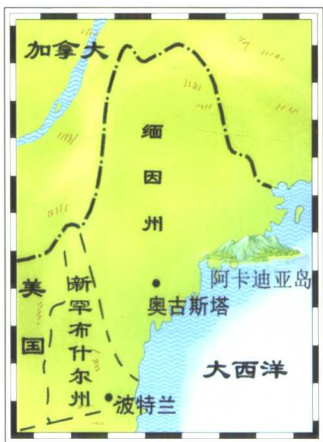 加拿大
缅因州
阿卡迪亚岛
美国
新罕布什尔州
奥古斯塔
大西洋
波特兰